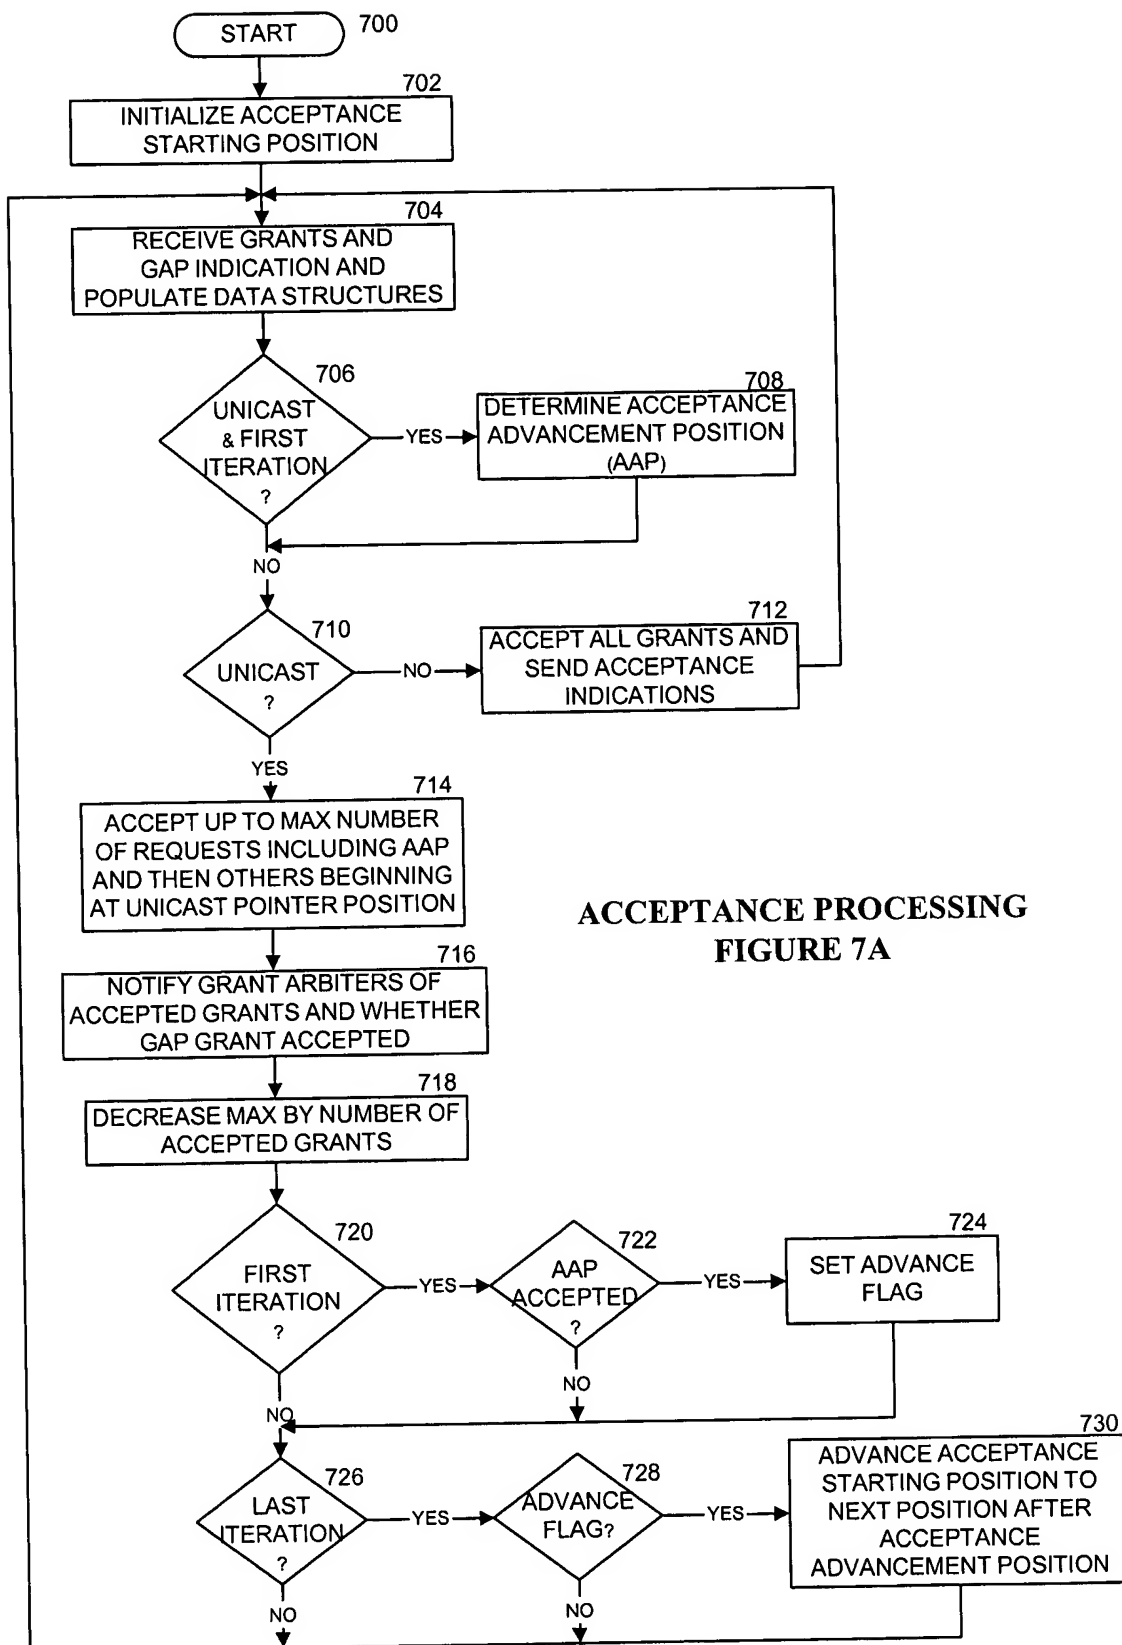 START
700
702
INITIALIZE ACCEPTANCE
STARTING POSITION
704
RECEIVE GRANTS AND
GAP INDICATION AND
POPULATE DATA STRUCTURES
706
UNICAST
& FIRST
ITERATION
?
YES
708
DETERMINE ACCEPTANCE
ADVANCEMENT POSITION
(AAP)
NO
710
UNICAST
?
NO
712
ACCEPT ALL GRANTS AND
SEND ACCEPTANCE
INDICATIONS
YES
714
ACCEPT UP TO MAX NUMBER
OF REQUESTS INCLUDING AAP
AND THEN OTHERS BEGINNING
AT UNICAST POINTER POSITION
ACCEPTANCE PROCESSING
FIGURE 7A
716
NOTIFY GRANT ARBITERS OF
ACCEPTED GRANTS AND WHETHER
GAP GRANT ACCEPTED
718
DECREASE MAX BY NUMBER OF
ACCEPTED GRANTS
720
FIRST
ITERATION
?
YES
722
AAP
ACCEPTED
?
YES
724
SET ADVANCE
FLAG
NO
NO
726
LAST
ITERATION
?
YES
728
ADVANCE
FLAG?
YES
730
ADVANCE ACCEPTANCE
STARTING POSITION TO
NEXT POSITION AFTER
ACCEPTANCE
ADVANCEMENT POSITION
NO
NO